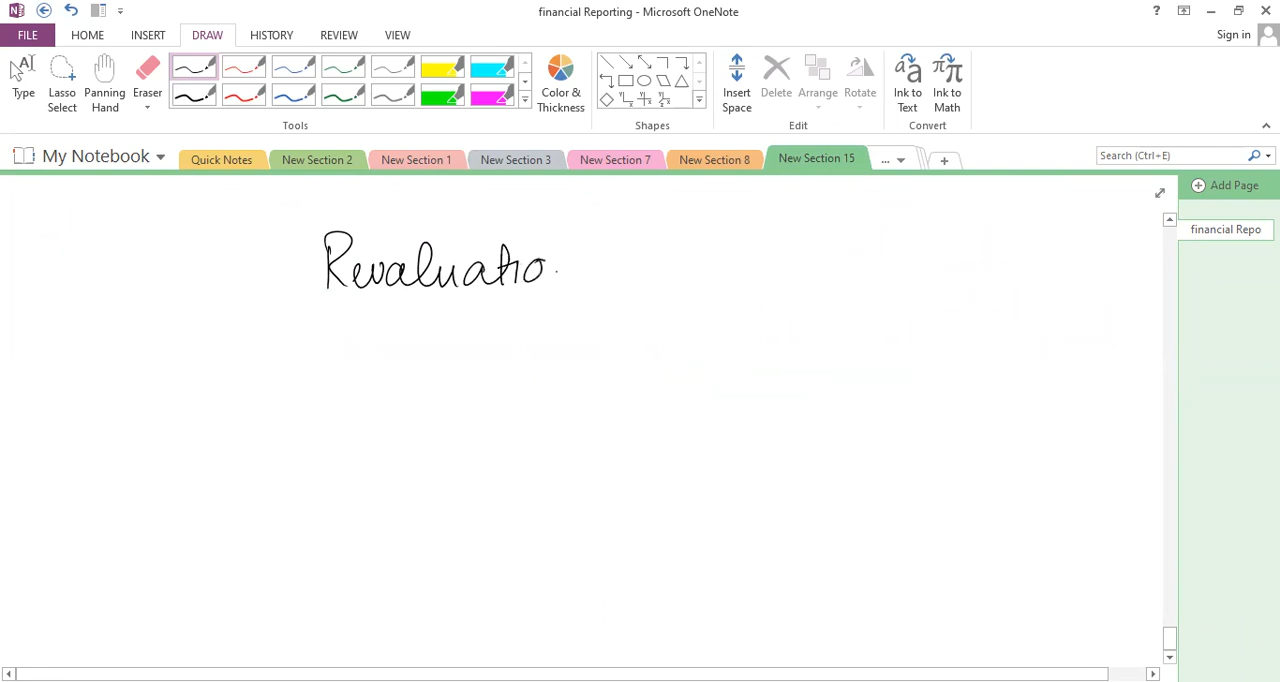 financial Reporting - Microsoft OneNote
?
FILE HOME INSERT DRAW HISTORY REVIEW VIEW
Sign in
Type
Lasso Select
Panning Hand
Eraser
Color & Thickness
Insert Space
Delete
Arrange
Rotate
Ink to Text
Ink to Math
Tools
Shapes
Edit
Convert
My Notebook
Quick Notes
New Section 2
New Section 1
New Section 3
New Section 7
New Section 8
New Section 15
...
Search (Ctrl+E)
Add Page
financial Repo
Revaluatio